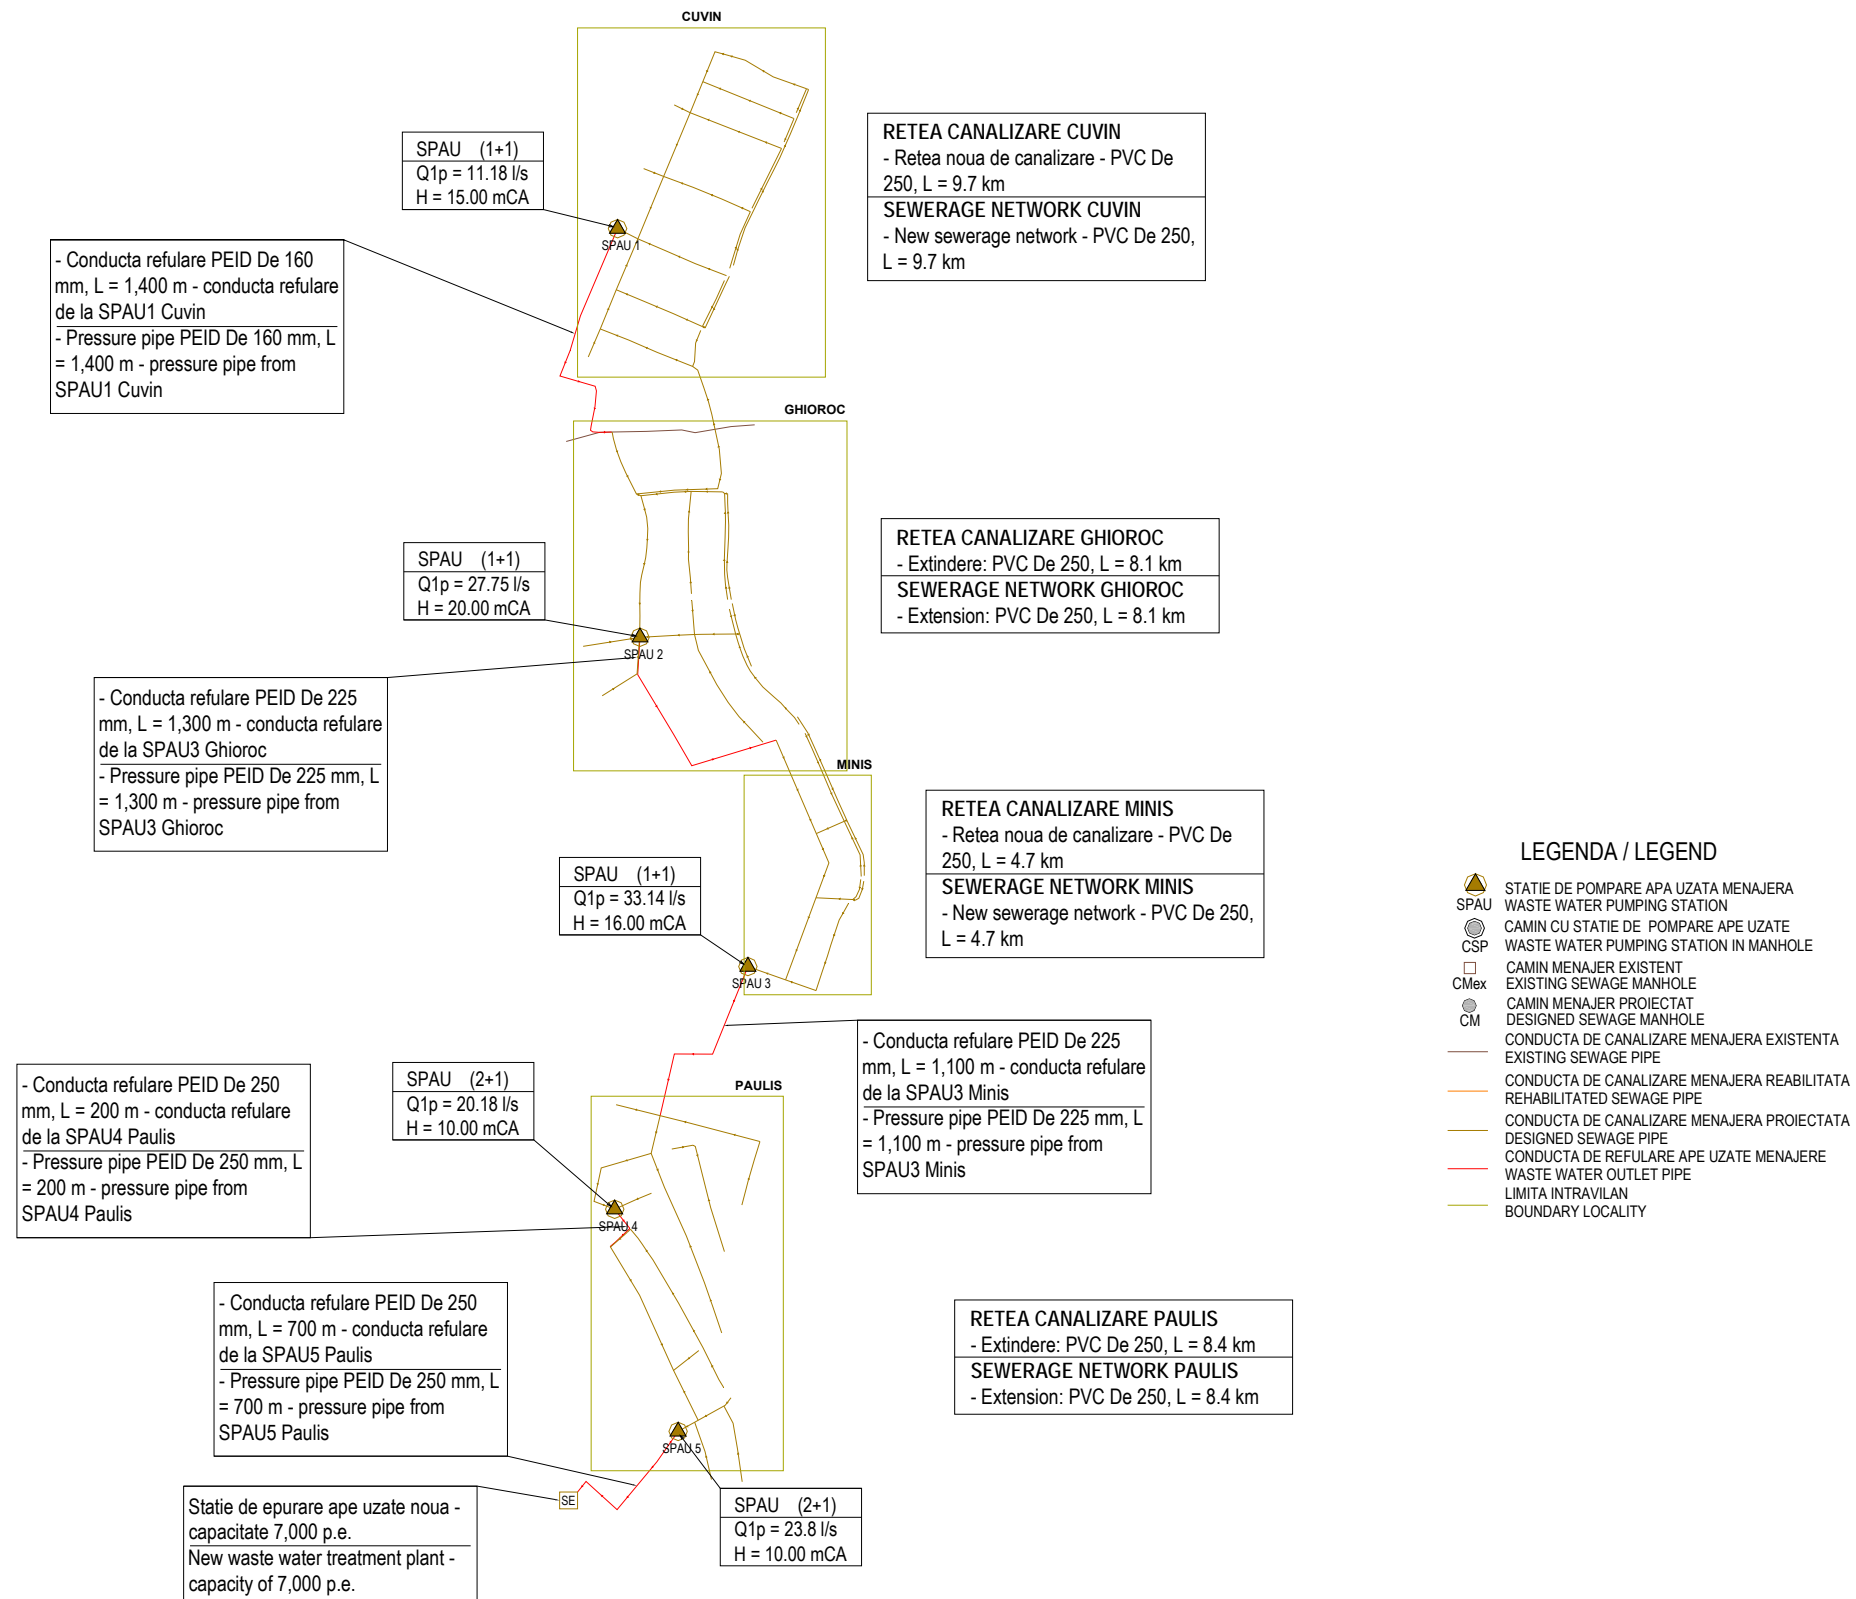 CUVIN
SPAU (1+1)
Q1p = 11.18 l/s
H = 15.00 mCA
RETEA CANALIZARE CUVIN
- Retea noua de canalizare - PVC De
250, L = 9.7 km
SEWERAGE NETWORK CUVIN
- New sewerage network - PVC De 250,
L = 9.7 km
SPAU 1
- Conducta refulare PEID De 160
mm, L = 1,400 m - conducta refulare
de la SPAU1 Cuvin
- Pressure pipe PEID De 160 mm, L
= 1,400 m - pressure pipe from
SPAU1 Cuvin
GHIOROC
SPAU (1+1)
Q1p = 27.75 l/s
H = 20.00 mCA
RETEA CANALIZARE GHIOROC
- Extindere: PVC De 250, L = 8.1 km
SEWERAGE NETWORK GHIOROC
- Extension: PVC De 250, L = 8.1 km
SPAU 2
- Conducta refulare PEID De 225
mm, L = 1,300 m - conducta refulare
de la SPAU3 Ghioroc
- Pressure pipe PEID De 225 mm, L
= 1,300 m - pressure pipe from
SPAU3 Ghioroc
MINIS
RETEA CANALIZARE MINIS
- Retea noua de canalizare - PVC De
250, L = 4.7 km
SEWERAGE NETWORK MINIS
- New sewerage network - PVC De 250,
L = 4.7 km
SPAU (1+1)
Q1p = 33.14 l/s
H = 16.00 mCA
SPAU 3
- Conducta refulare PEID De 225
mm, L = 1,100 m - conducta refulare
de la SPAU3 Minis
- Pressure pipe PEID De 225 mm, L
= 1,100 m - pressure pipe from
SPAU3 Minis
SPAU (2+1)
Q1p = 20.18 l/s
H = 10.00 mCA
PAULIS
- Conducta refulare PEID De 250
mm, L = 200 m - conducta refulare
de la SPAU4 Paulis
- Pressure pipe PEID De 250 mm, L
= 200 m - pressure pipe from
SPAU4 Paulis
SPAU 4
- Conducta refulare PEID De 250
mm, L = 700 m - conducta refulare
de la SPAU5 Paulis
- Pressure pipe PEID De 250 mm, L
= 700 m - pressure pipe from
SPAU5 Paulis
RETEA CANALIZARE PAULIS
- Extindere: PVC De 250, L = 8.4 km
SEWERAGE NETWORK PAULIS
- Extension: PVC De 250, L = 8.4 km
SPAU 5
SE
Statie de epurare ape uzate noua -
capacitate 7,000 p.e.
New waste water treatment plant -
capacity of 7,000 p.e.
SPAU (2+1)
Q1p = 23.8 l/s
H = 10.00 mCA
LEGENDA / LEGEND
STATIE DE POMPARE APA UZATA MENAJERA
SPAU WASTE WATER PUMPING STATION
CAMIN CU STATIE DE POMPARE APE UZATE
CSP WASTE WATER PUMPING STATION IN MANHOLE
CAMIN MENAJER EXISTENT
CMex EXISTING SEWAGE MANHOLE
CAMIN MENAJER PROIECTAT
CM DESIGNED SEWAGE MANHOLE
CONDUCTA DE CANALIZARE MENAJERA EXISTENTA
EXISTING SEWAGE PIPE
CONDUCTA DE CANALIZARE MENAJERA REABILITATA
REHABILITATED SEWAGE PIPE
CONDUCTA DE CANALIZARE MENAJERA PROIECTATA
DESIGNED SEWAGE PIPE
CONDUCTA DE REFULARE APE UZATE MENAJERE
WASTE WATER OUTLET PIPE
LIMITA INTRAVILAN
BOUNDARY LOCALITY